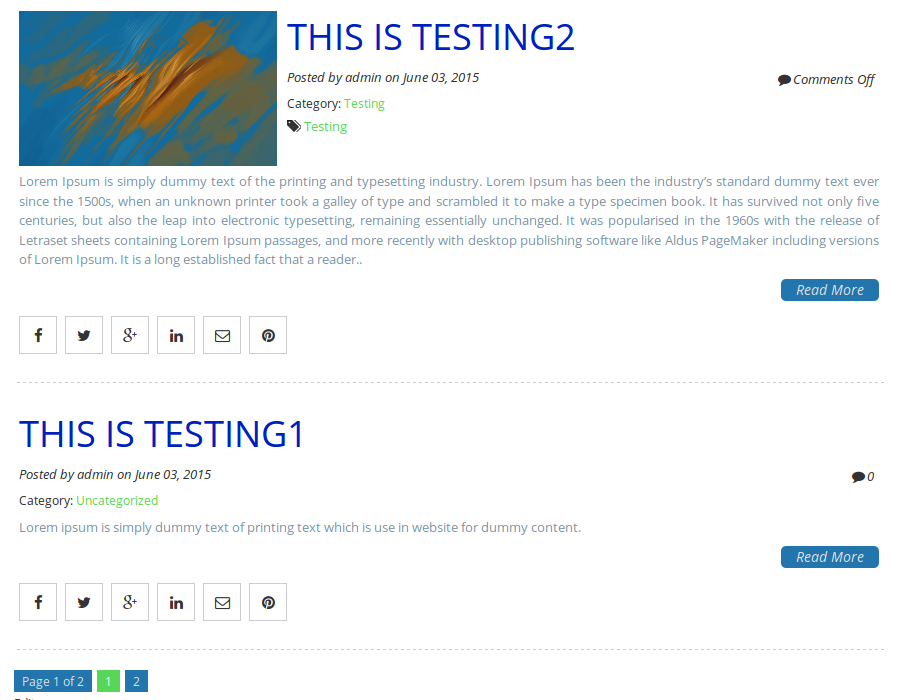 THIS IS TESTING2
Posted by admin on June 03, 2015
Comments Off
Category: Testing
Testing
Lorem Ipsum is simply dummy text of the printing and typesetting industry. Lorem Ipsum has been the industry’s standard dummy text ever
since the 1500s, when an unknown printer took a galley of type and scrambled it to make a type specimen book. It has survived not only five
centuries, but also the leap into electronic typesetting, remaining essentially unchanged. It was popularised in the 1960s with the release of
Letraset sheets containing Lorem Ipsum passages, and more recently with desktop publishing software like Aldus PageMaker including versions
of Lorem Ipsum. It is a long established fact that a reader..
Read More
THIS IS TESTING1
Posted by admin on June 03, 2015
0
Category: Uncategorized
Lorem ipsum is simply dummy text of printing text which is use in website for dummy content.
Read More
Page 1 of 2 1 2